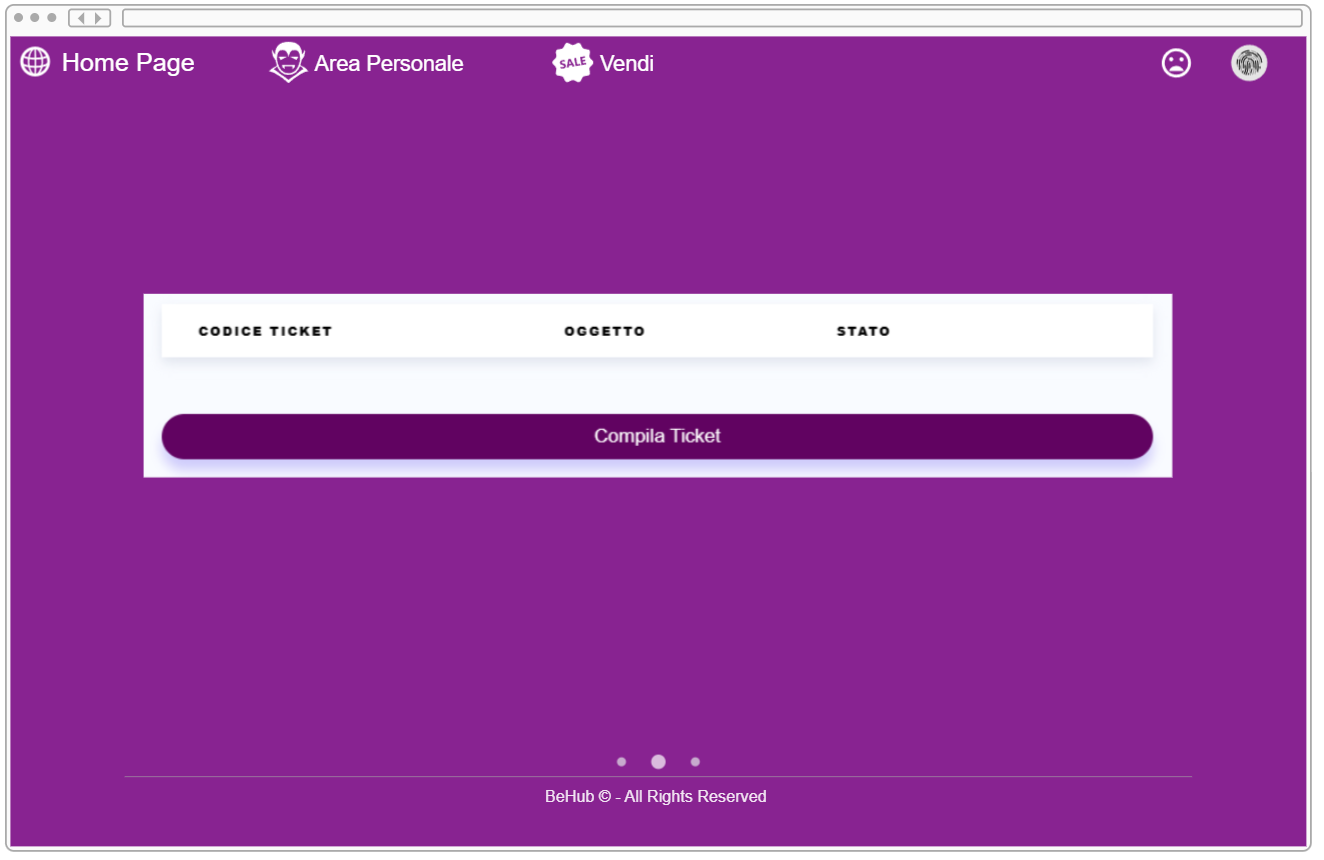 Home Page
Area Personale
SALE
Vendi
CODICE TICKET
OGGETTO
STATO
Compila Ticket
BeHub © - All Rights Reserved